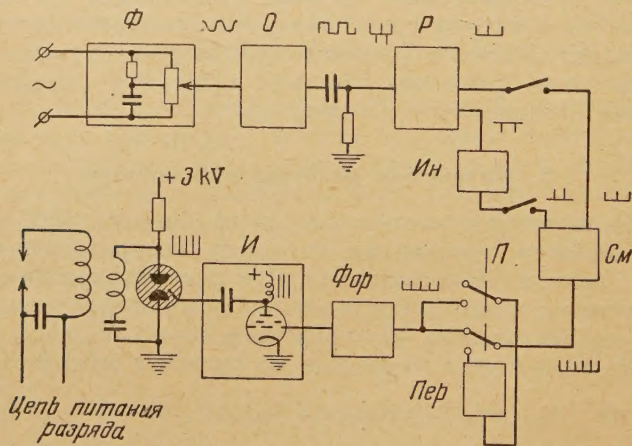 Ф
О
Р
~
Ин
+ 3 kV
И
+
Фор
П
См
Пер
Цепь питания
разряда